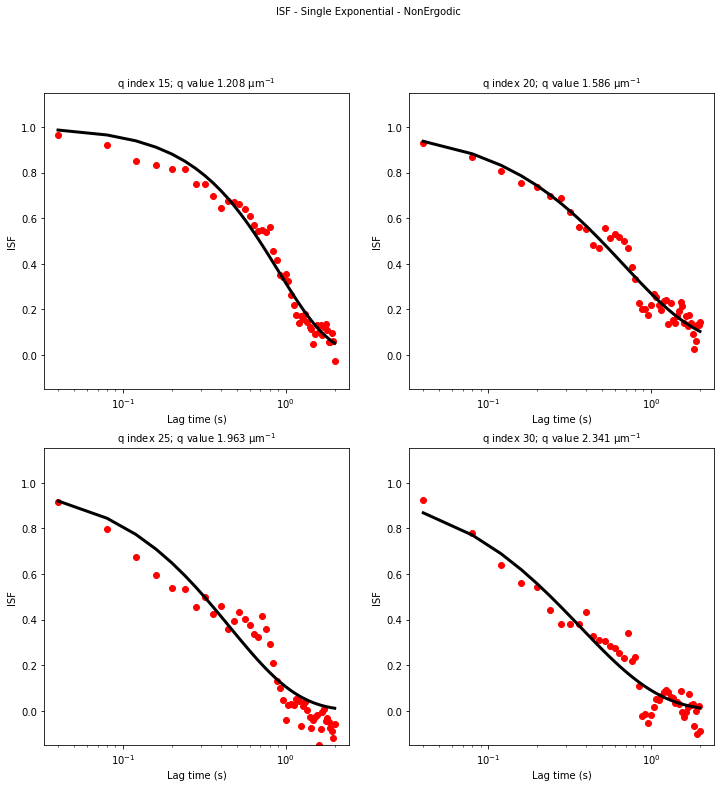 ISF - Single Exponential - NonErgodic
q index 15; q value 1.208 μm⁻¹
q index 20; q value 1.586 μm⁻¹
ISF
1.0
0.8
0.6
0.4
0.2
0.0
10⁻¹
10⁰
Lag time (s)
ISF
1.0
0.8
0.6
0.4
0.2
0.0
10⁻¹
10⁰
Lag time (s)
q index 25; q value 1.963 μm⁻¹
q index 30; q value 2.341 μm⁻¹
ISF
1.0
0.8
0.6
0.4
0.2
0.0
10⁻¹
10⁰
Lag time (s)
ISF
1.0
0.8
0.6
0.4
0.2
0.0
10⁻¹
10⁰
Lag time (s)